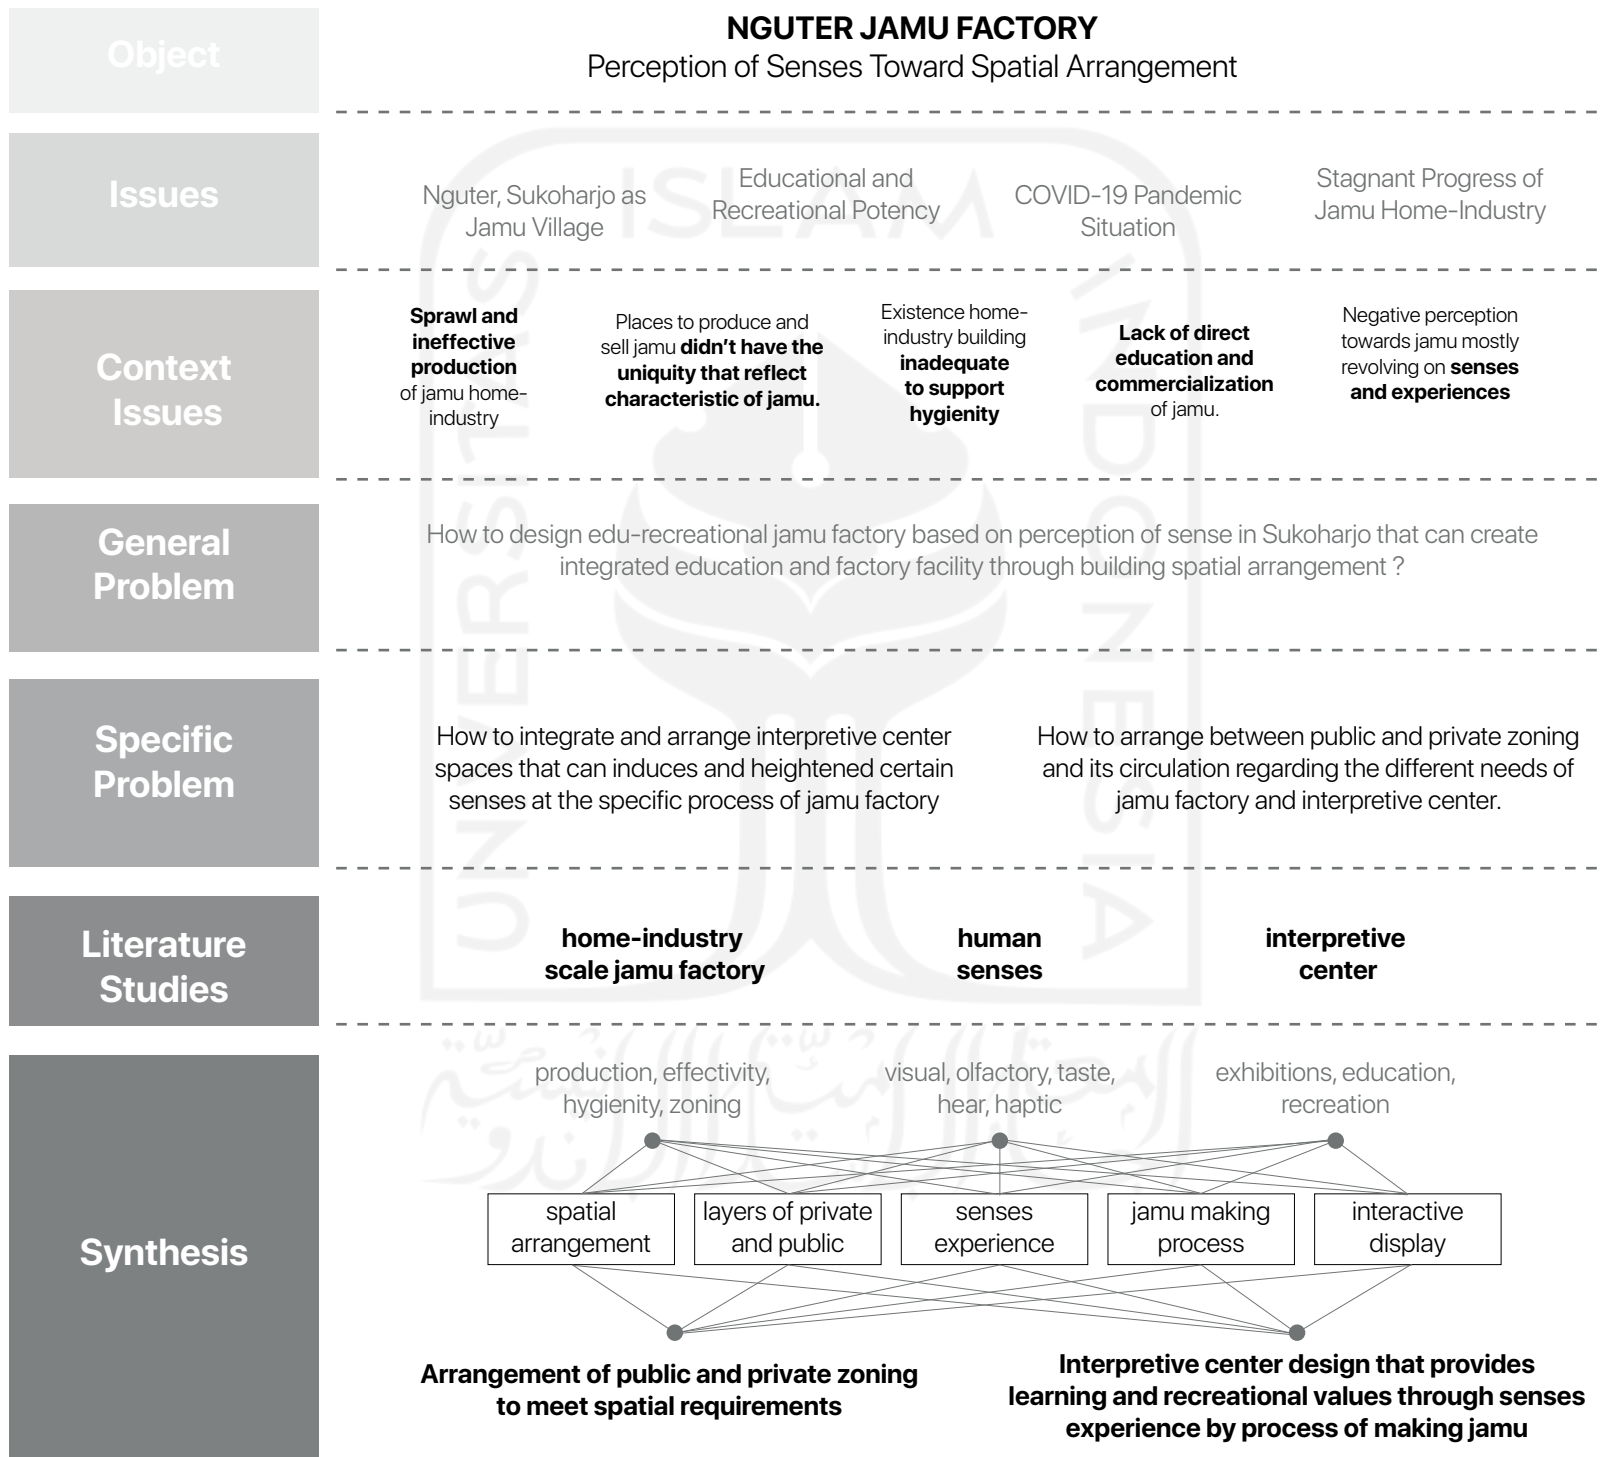 Object
NGUTER JAMU FACTORY
Perception of Senses Toward Spatial Arrangement
Issues
Nguter, Sukoharjo as
Jamu Village
Educational and
Recreational Potency
COVID-19 Pandemic
Situation
Stagnant Progress of
Jamu Home-Industry
Context
Issues
Sprawl and
ineffective
production
of jamu home-
industry
Places to produce and
sell jamu didn't have the
uniquity that reflect
characteristic of jamu.
Existence home-
industry building
inadequate
to support
hygienity
Lack of direct
education and
commercialization
of jamu.
Negative perception
towards jamu mostly
revolving on senses
and experiences
General
Problem
How to design edu-recreational jamu factory based on perception of sense in Sukoharjo that can create
integrated education and factory facility through building spatial arrangement ?
Specific
Problem
How to integrate and arrange interpretive center
spaces that can induces and heightened certain
senses at the specific process of jamu factory
How to arrange between public and private zoning
and its circulation regarding the different needs of
jamu factory and interpretive center.
Literature
Studies
home-industry
scale jamu factory
human
senses
interpretive
center
Synthesis
production, effectivity,
hygienity, zoning
visual, olfactory, taste,
hear, haptic
exhibitions, education,
recreation
spatial
arrangement
layers of private
and public
senses
experience
jamu making
process
interactive
display
Arrangement of public and private zoning
to meet spatial requirements
Interpretive center design that provides
learning and recreational values through senses
experience by process of making jamu
UNIVERSITAS
ISLAM
INDONESIA